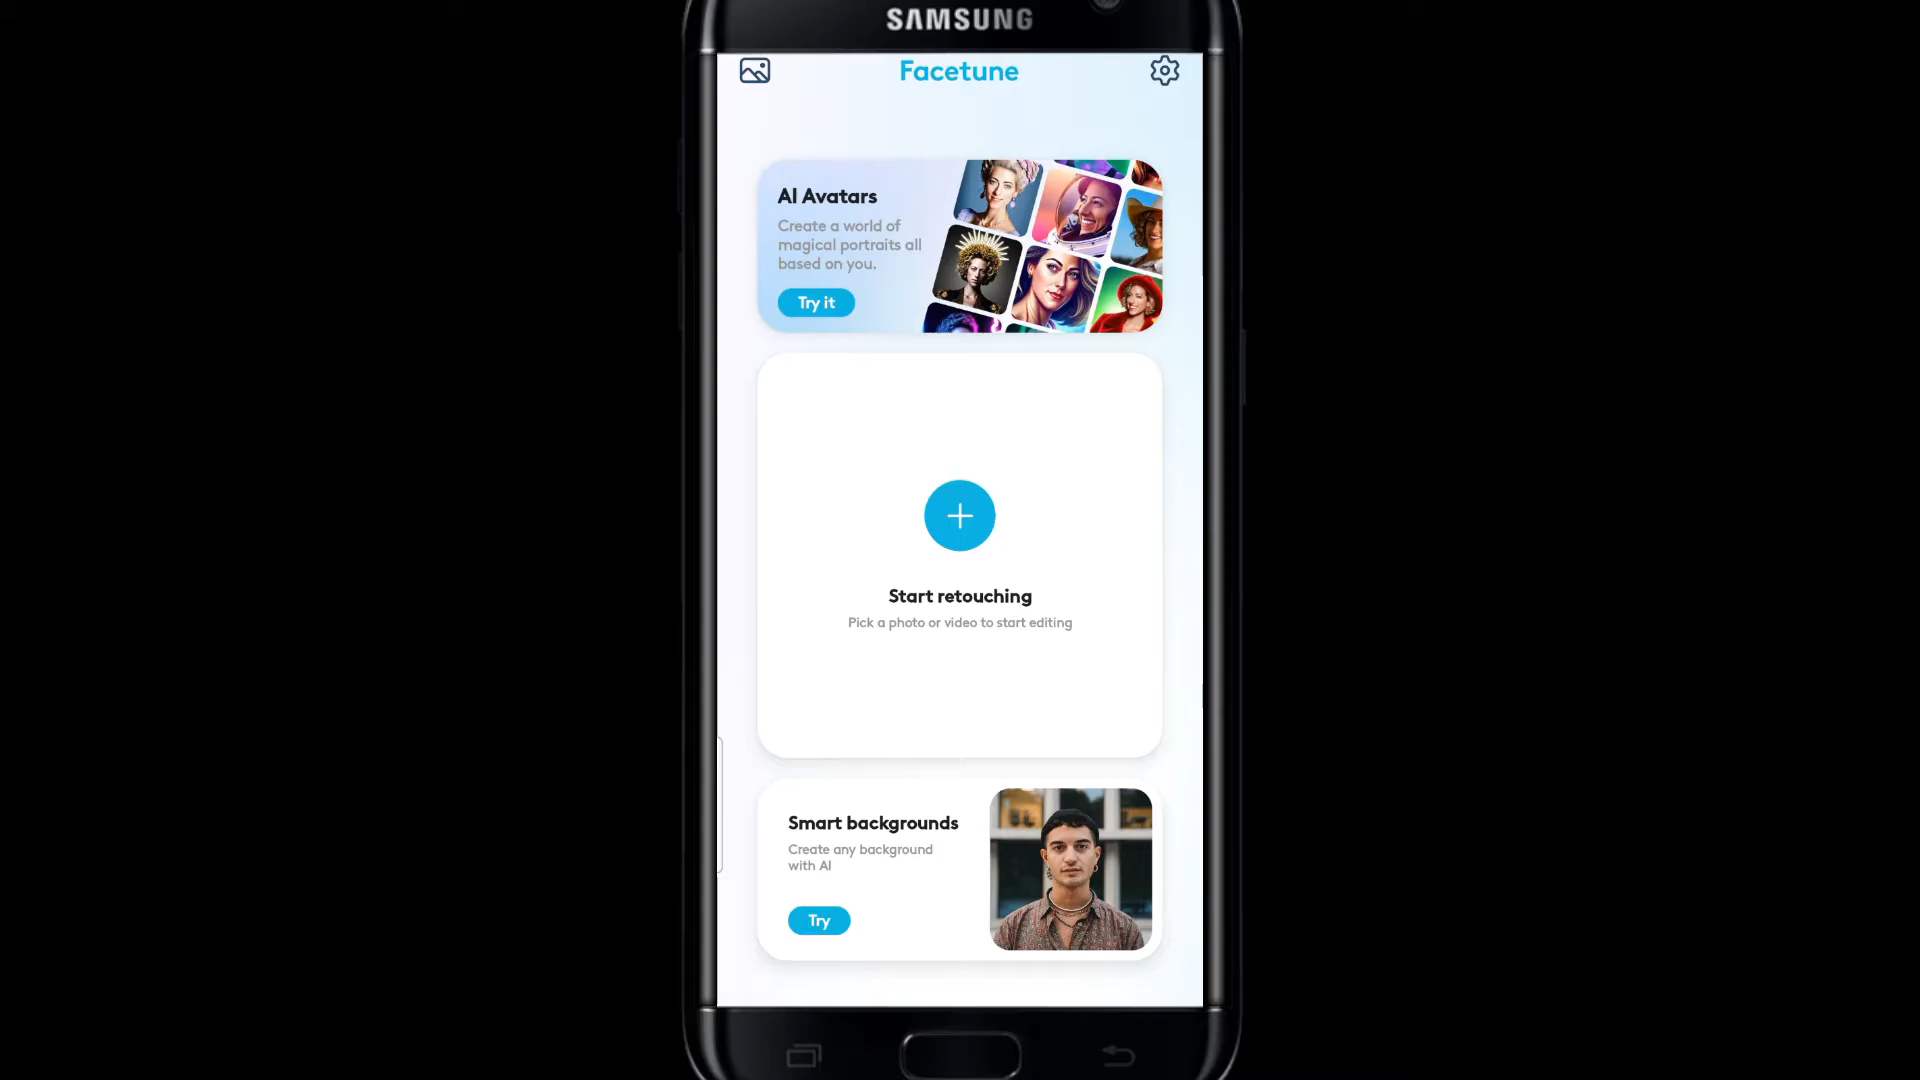 SAMSUNG
Facetune
AI Avatars
Create a world of
magical portraits all
based on you.
Try it
Start retouching
Pick a photo or video to start editing
Smart backgrounds
Create any background
with AI
Try